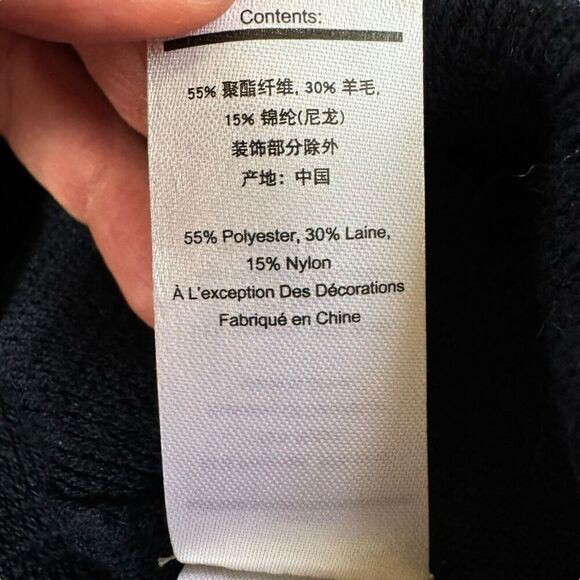 Contents:
55% 聚酯纤维, 30% 羊毛,
15% 锦纶(尼龙)
装饰部分除外
产地：中国
55% Polyester, 30% Laine,
15% Nylon
À L'exception Des Décorations
Fabriqué en Chine